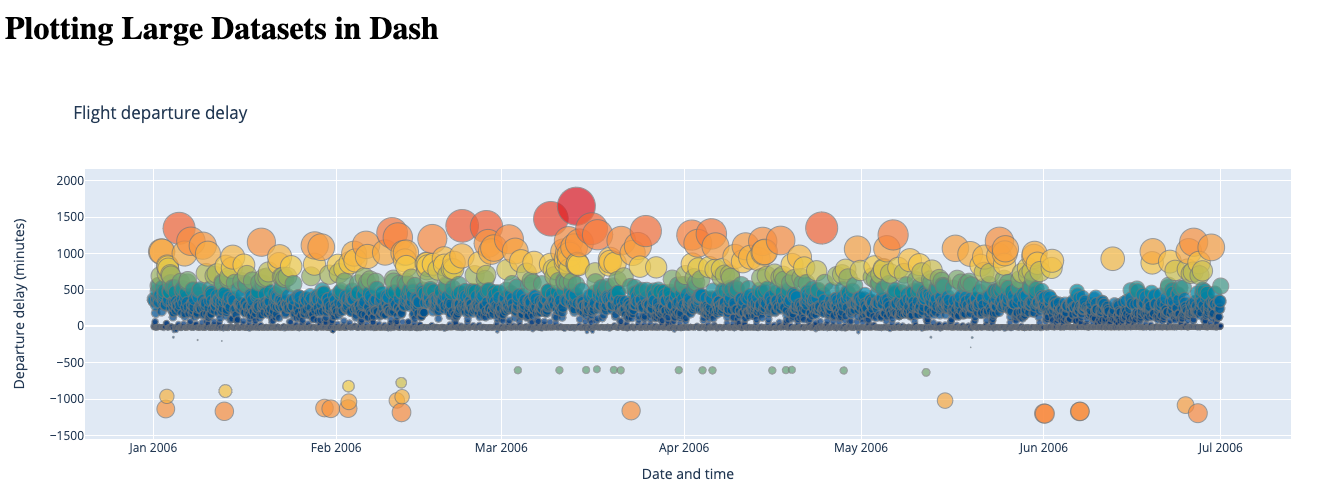 Plotting Large Datasets in Dash
Flight departure delay
Departure delay (minutes)
2000
1500
1000
500
0
−500
−1000
−1500
Jan 2006
Feb 2006
Mar 2006
Apr 2006
May 2006
Jun 2006
Jul 2006
Date and time